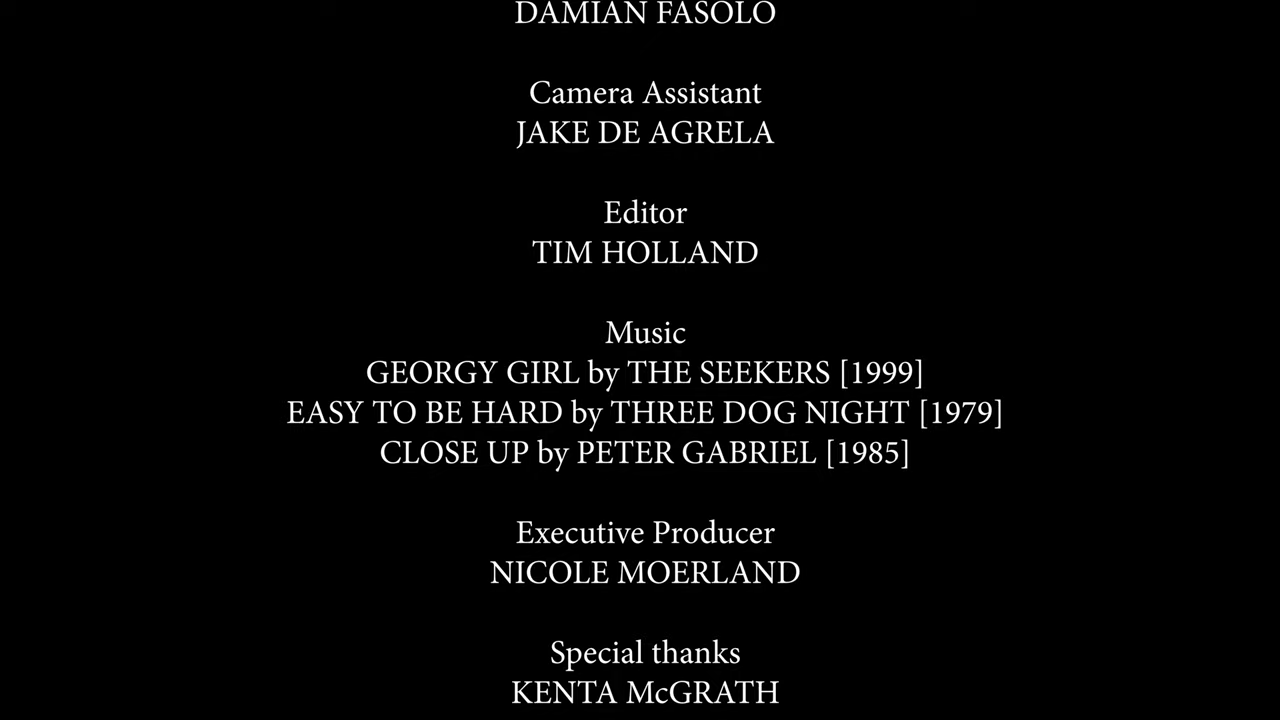 DAMIAN FASOLO
Camera Assistant
JAKE DE AGRELA
Editor
TIM HOLLAND
Music
GEORGY GIRL by THE SEEKERS [1999]
EASY TO BE HARD by THREE DOG NIGHT [1979]
CLOSE UP by PETER GABRIEL [1985]
Executive Producer
NICOLE MOERLAND
Special thanks
KENTA McGRATH